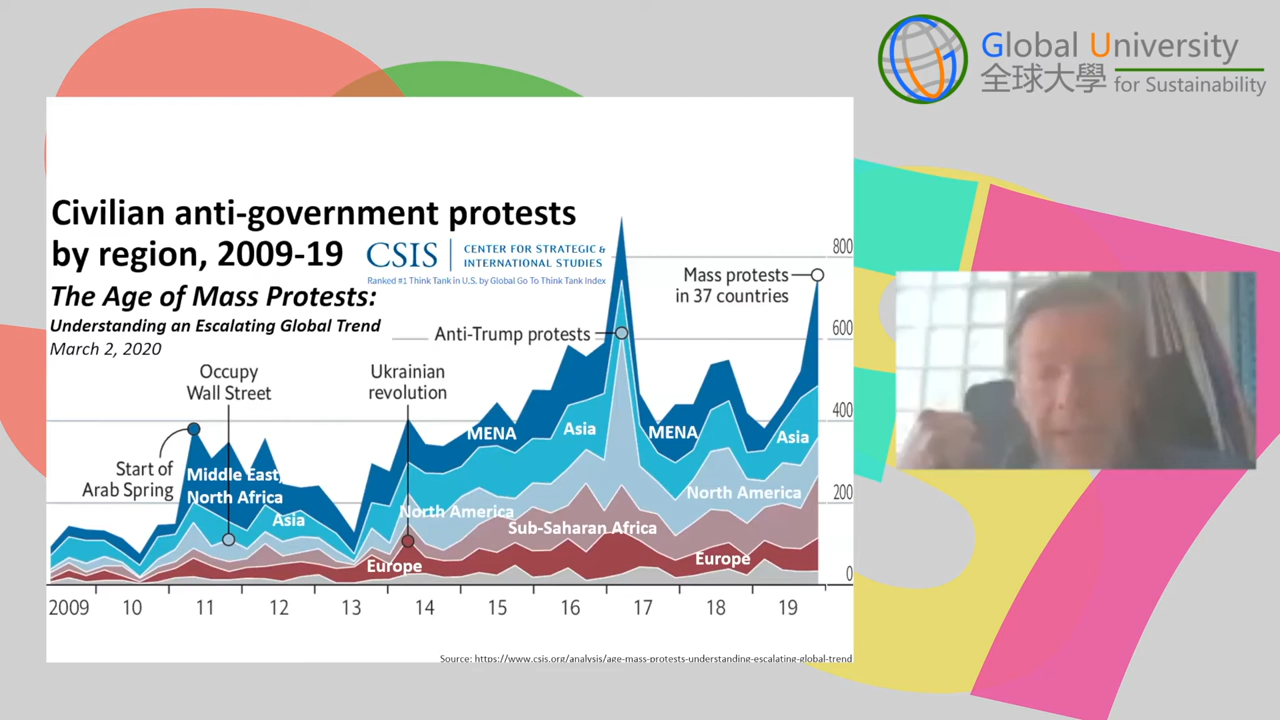 Global University
全球大學
for Sustainability
Civilian anti-government protests
by region, 2009-19
CSIS
CENTER FOR STRATEGIC &
INTERNATIONAL STUDIES
Ranked #1 Think Tank in U.S. by Global Go To Think Tank Index
The Age of Mass Protests:
Understanding an Escalating Global Trend
March 2, 2020
800
600
400
200
0
Mass protests
in 37 countries
Anti-Trump protests
Occupy
Wall Street
Ukrainian
revolution
Start of
Arab Spring
MENA
Asia
MENA
Asia
Middle East,
North Africa
Asia
North America
North America
Sub-Saharan Africa
Europe
Europe
2009 10 11 12 13 14 15 16 17 18 19
Source: https://www.csis.org/analysis/age-mass-protests-understanding-escalating-global-trend